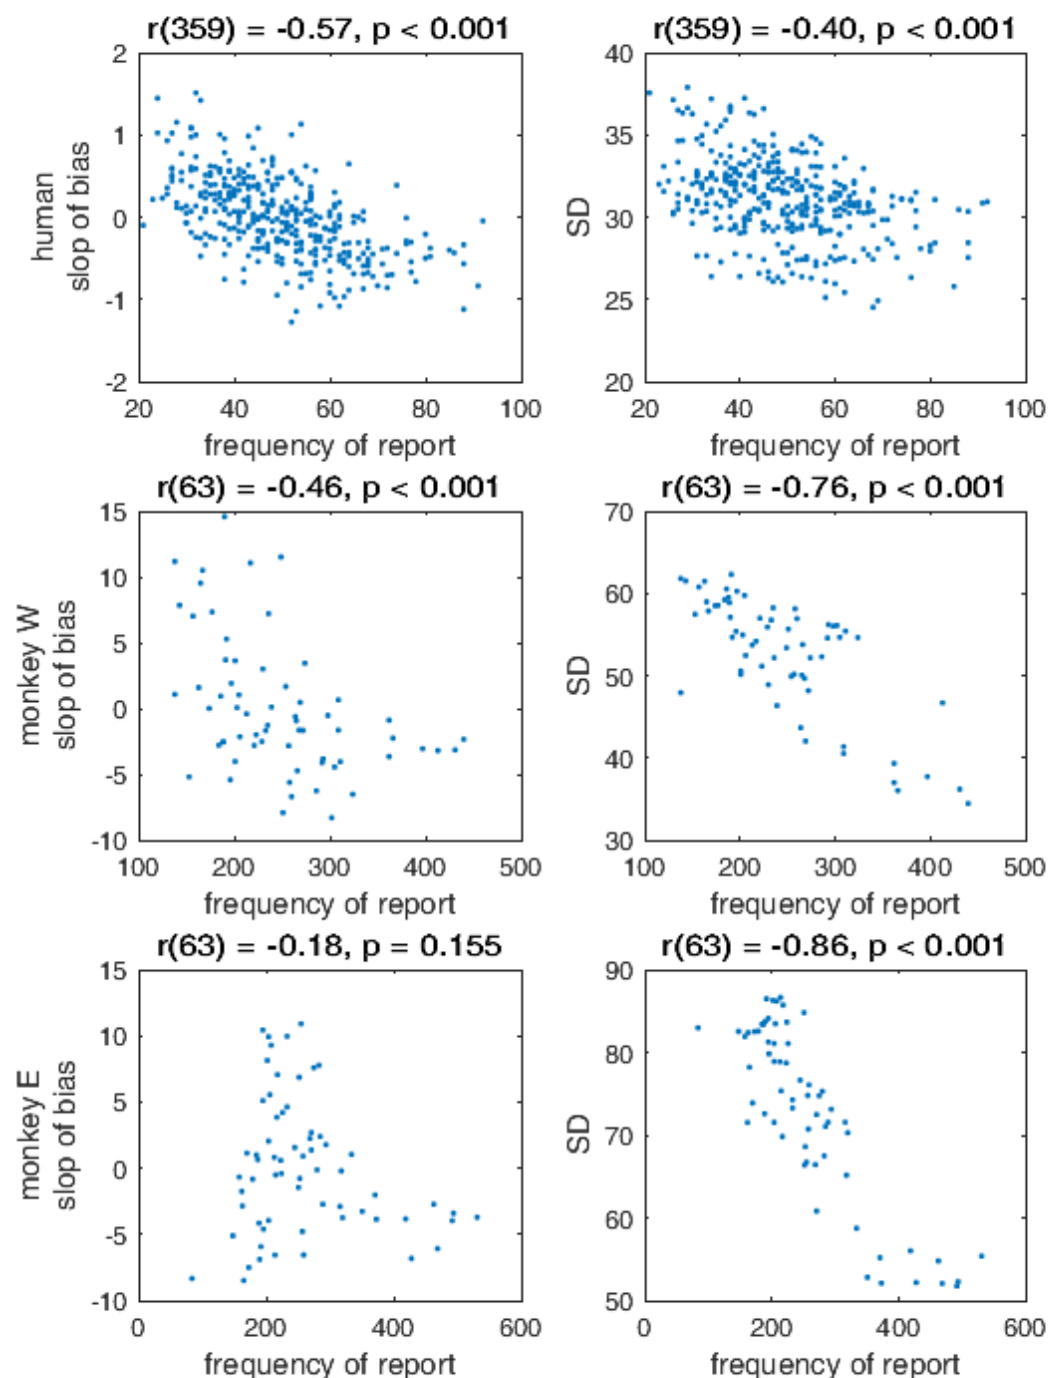 r(359) = -0.57, p < 0.001
human
slop of bias
2
1
0
-1
-2
20
40
60
80
100
frequency of report
r(359) = -0.40, p < 0.001
SD
40
35
30
25
20
20
40
60
80
100
frequency of report
r(63) = -0.46, p < 0.001
monkey W
slop of bias
15
10
5
0
-5
-10
100
200
300
400
500
frequency of report
r(63) = -0.76, p < 0.001
SD
70
60
50
40
30
100
200
300
400
500
frequency of report
r(63) = -0.18, p = 0.155
monkey E
slop of bias
15
10
5
0
-5
-10
0
200
400
600
frequency of report
r(63) = -0.86, p < 0.001
SD
90
80
70
60
50
0
200
400
600
frequency of report